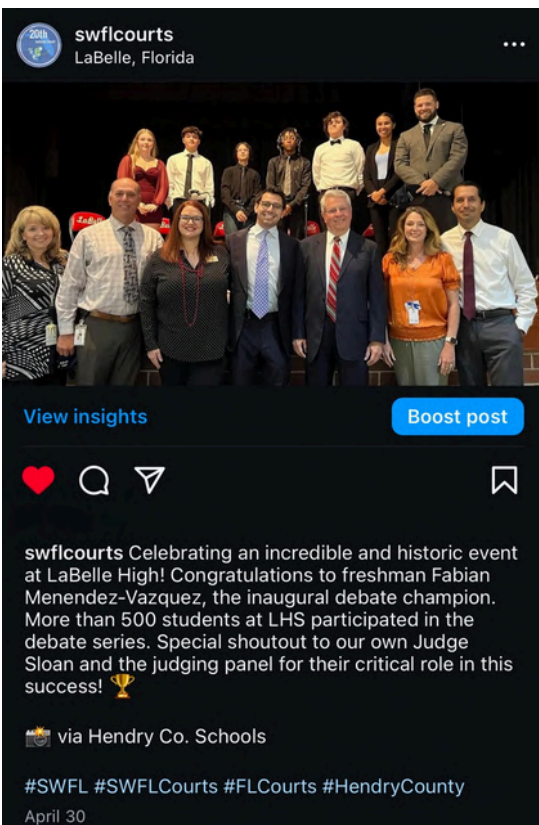 20th
swflcourts
LaBelle, Florida
LaBelle
View insights
Boost post
swflcourts Celebrating an incredible and historic event
at LaBelle High! Congratulations to freshman Fabian
Menendez-Vazquez, the inaugural debate champion.
More than 500 students at LHS participated in the
debate series. Special shoutout to our own Judge
Sloan and the judging panel for their critical role in this
success! 🏆
📸 via Hendry Co. Schools
#SWFL #SWFLCourts #FLCourts #HendryCounty
April 30